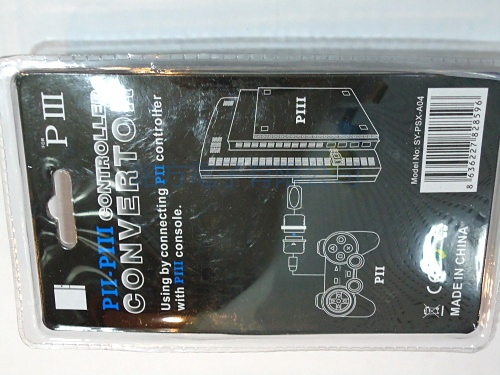 FOR
P III
PII-PIII CONTROLLER
CONVERTOR
Using by connecting PII controller
with PIII console.
PIII
PII
Model No: SY-PSX-A04
8 636227 828596
CE
MADE IN CHINA